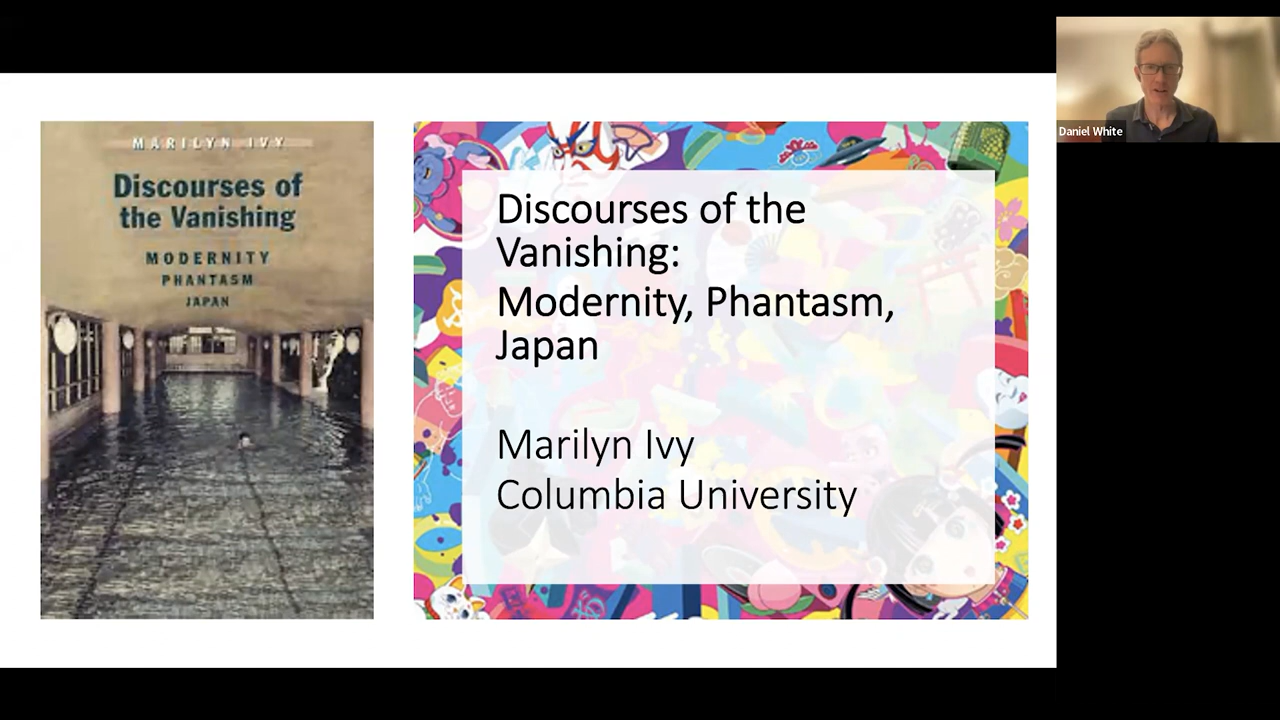 MARILYN IVY
Discourses of
the Vanishing
MODERNITY
PHANTASM
JAPAN
Discourses of the
Vanishing:
Modernity, Phantasm,
Japan
Marilyn Ivy
Columbia University
Daniel White